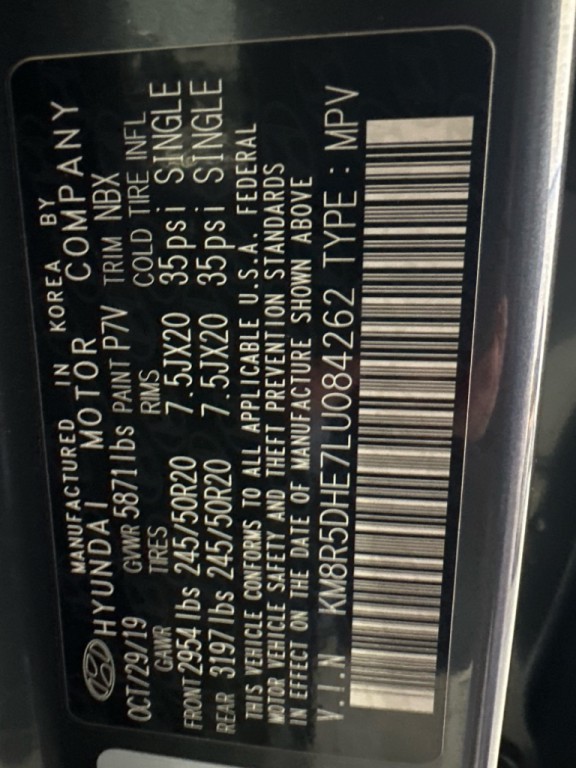 MANUFACTURED IN KOREA BY
HYUNDAI MOTOR COMPANY
OCT/29/19 GVWR 5871lbs PAINT P7V TRIM NBX
GAWR TIRES RIMS COLD TIRE INFL
FRONT 2954 lbs 245/50R20 7.5JX20 35psi SINGLE
REAR 3197 lbs 245/50R20 7.5JX20 35psi SINGLE
THIS VEHICLE CONFORMS TO ALL APPLICABLE U.S.A. FEDERAL
MOTOR VEHICLE SAFETY AND THEFT PREVENTION STANDARDS
IN EFFECT ON THE DATE OF MANUFACTURE SHOWN ABOVE
V.I.N KM8R5DHE7LU084262 TYPE : MPV